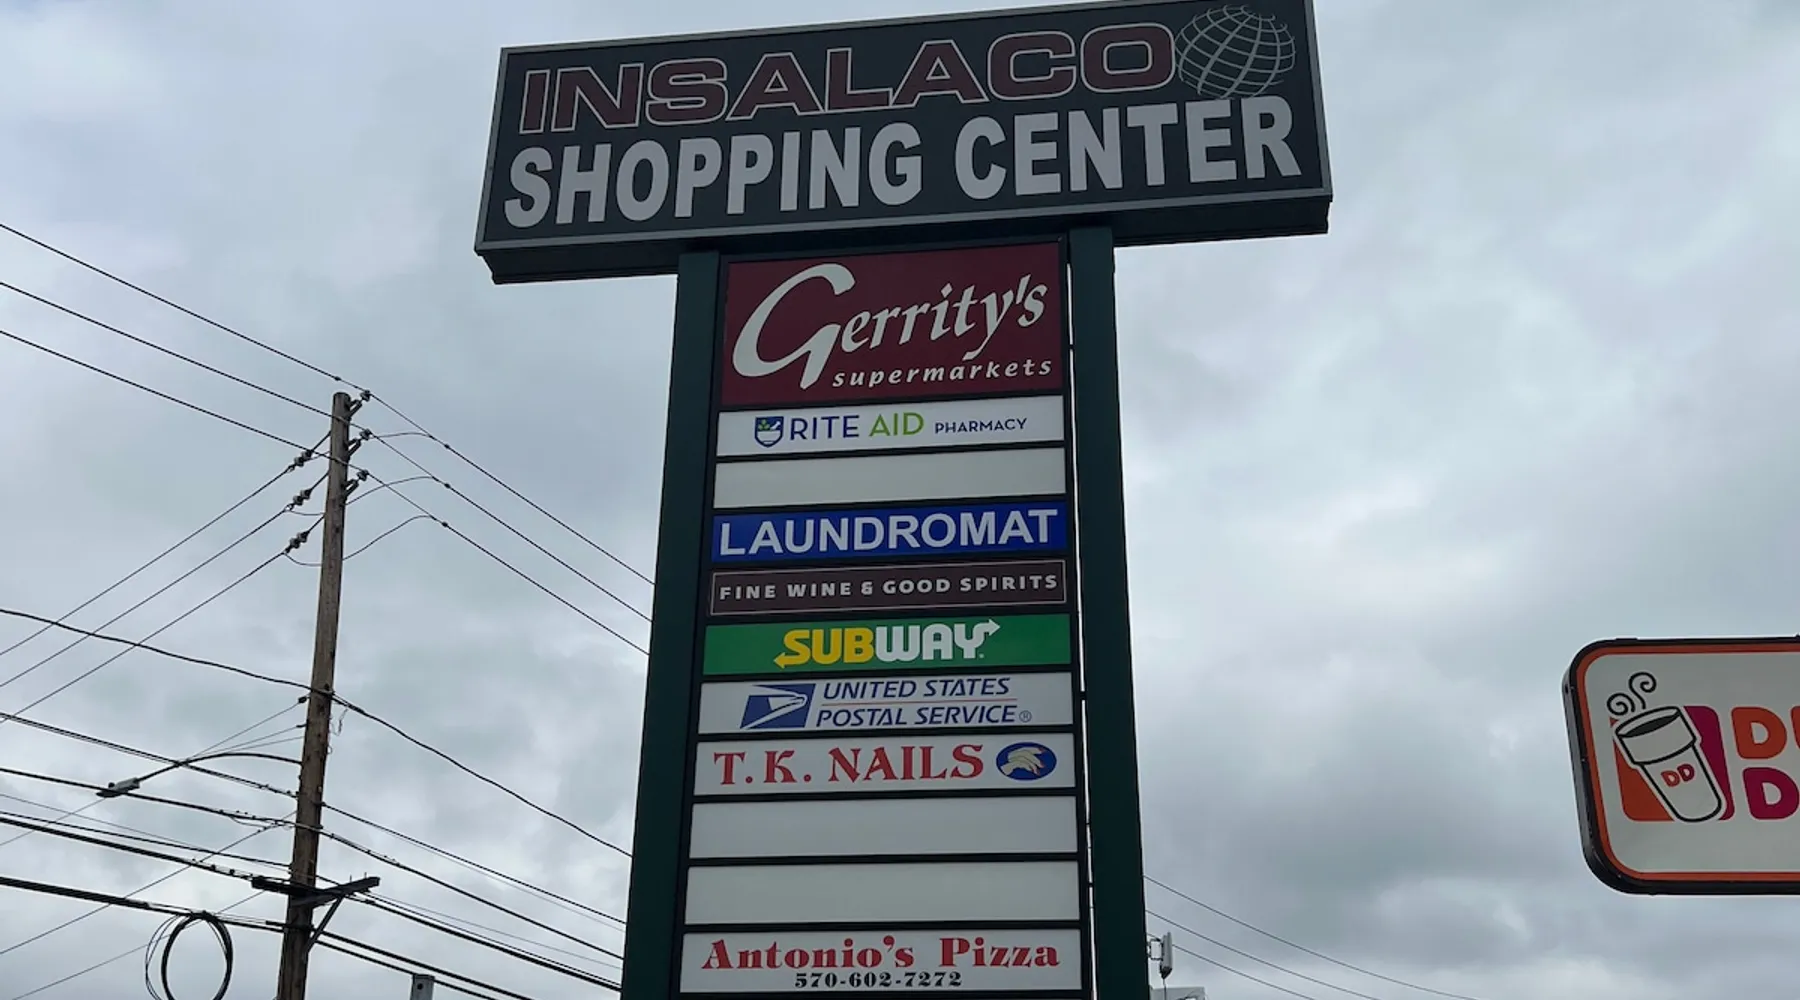 INSALACO
SHOPPING CENTER
Gerrity's
supermarkets
RITE AID PHARMACY
LAUNDROMAT
FINE WINE & GOOD SPIRITS
SUBWAY
UNITED STATES
POSTAL SERVICE®
T.K. NAILS
DD
Antonio's Pizza
570-602-7272